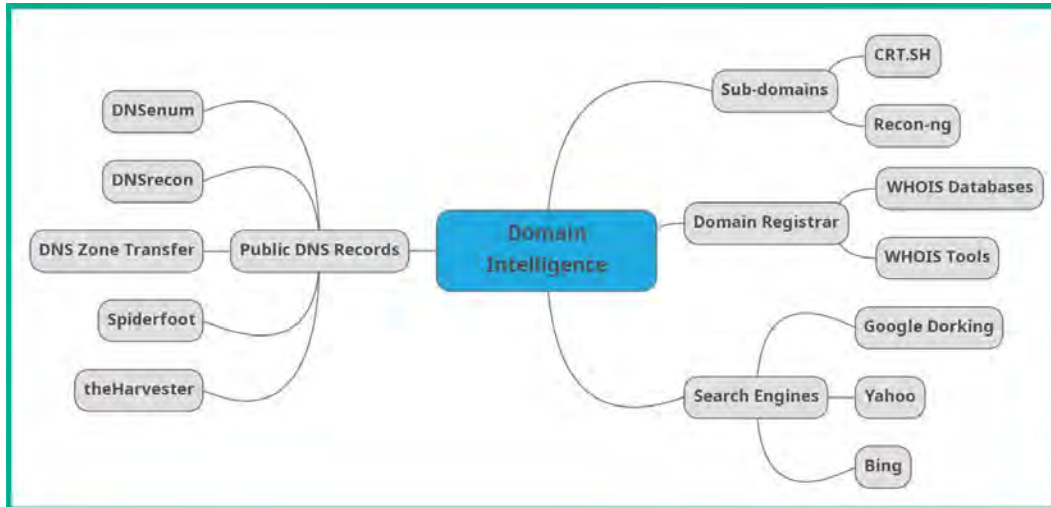 DNSenum
DNSrecon
DNS Zone Transfer
Spiderfoot
theHarvester
Public DNS Records
Domain
Intelligence
Sub-domains
CRT.SH
Recon-ng
Domain Registrar
WHOIS Databases
WHOIS Tools
Search Engines
Google Dorking
Yahoo
Bing